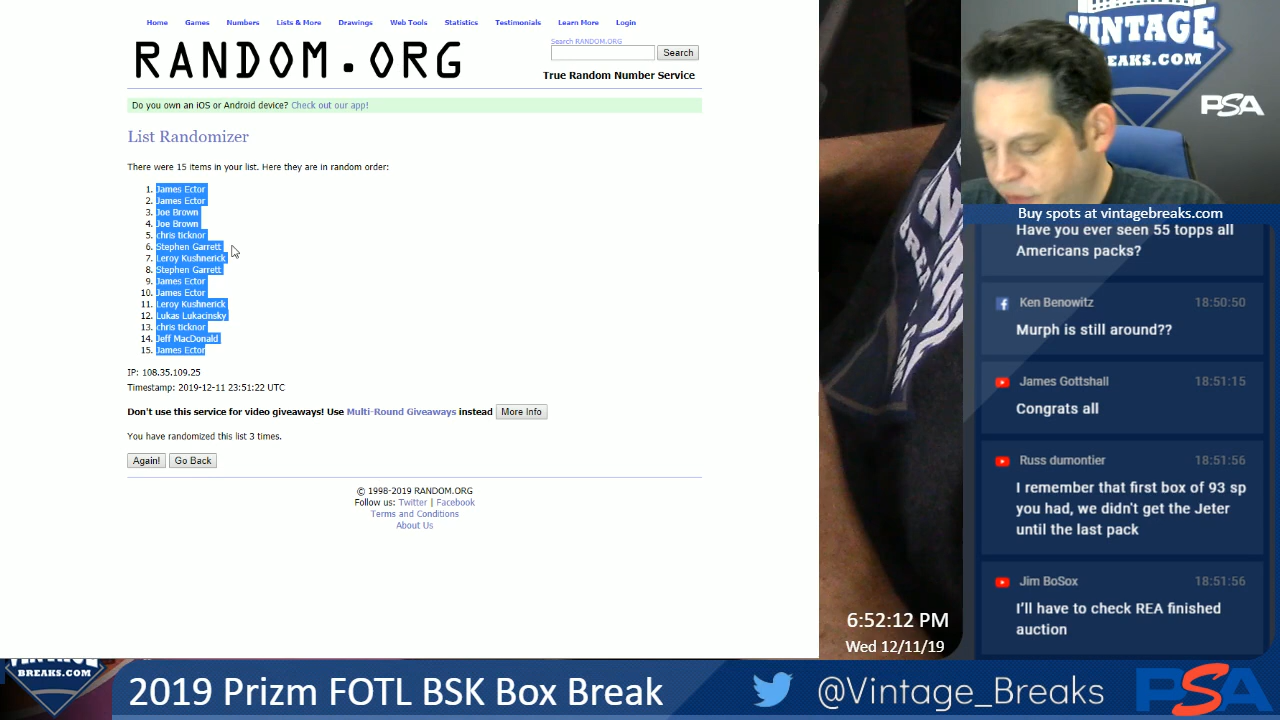 Home Games Numbers Lists & More Drawings Web Tools Statistics Testimonials Learn More Login
RANDOM.ORG
Search RANDOM.ORG
Search
True Random Number Service
Do you own an iOS or Android device? Check out our app!
List Randomizer
There were 15 items in your list. Here they are in random order:
1. James Ector
2. James Ector
3. Joe Brown
4. Joe Brown
5. chris ticknor
6. Stephen Garrett
7. Leroy Kushnerick
8. Stephen Garrett
9. James Ector
10. James Ector
11. Leroy Kushnerick
12. Lukas Lukacinsky
13. chris ticknor
14. Jeff MacDonald
15. James Ector
IP: 108.35.109.25
Timestamp: 2019-12-11 23:51:22 UTC
Don't use this service for video giveaways! Use Multi-Round Giveaways instead More Info
You have randomized this list 3 times.
Again! Go Back
© 1998-2019 RANDOM.ORG
Follow us: Twitter | Facebook
Terms and Conditions
About Us
VINTAGE
EAKS.COM
PSA
Buy spots at vintagebreaks.com
Have you ever seen 55 topps all
Americans packs?
Ken Benowitz 18:50:50
Murph is still around??
James Gottshall 18:51:15
Congrats all
Russ dumontier 18:51:56
I remember that first box of 93 sp
you had, we didn't get the Jeter
until the last pack
Jim BoSox 18:51:56
I'll have to check REA finished
auction
6:52:12 PM
Wed 12/11/19
VINTAGE
BREAKS.COM
2019 Prizm FOTL BSK Box Break
@Vintage_Breaks
PSA